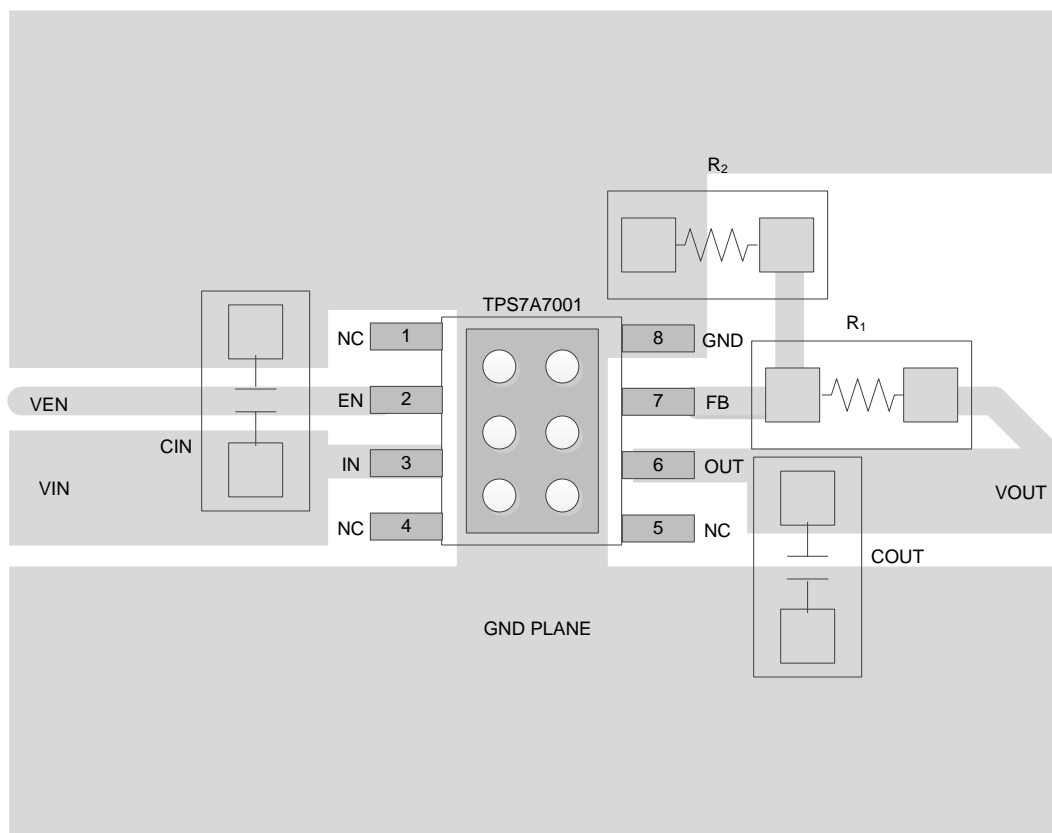 R₂
TPS7A7001
R₁
NC 1
8 GND
VEN
EN 2
7 FB
CIN
IN 3
6 OUT
VIN
VOUT
NC 4
5 NC
COUT
GND PLANE